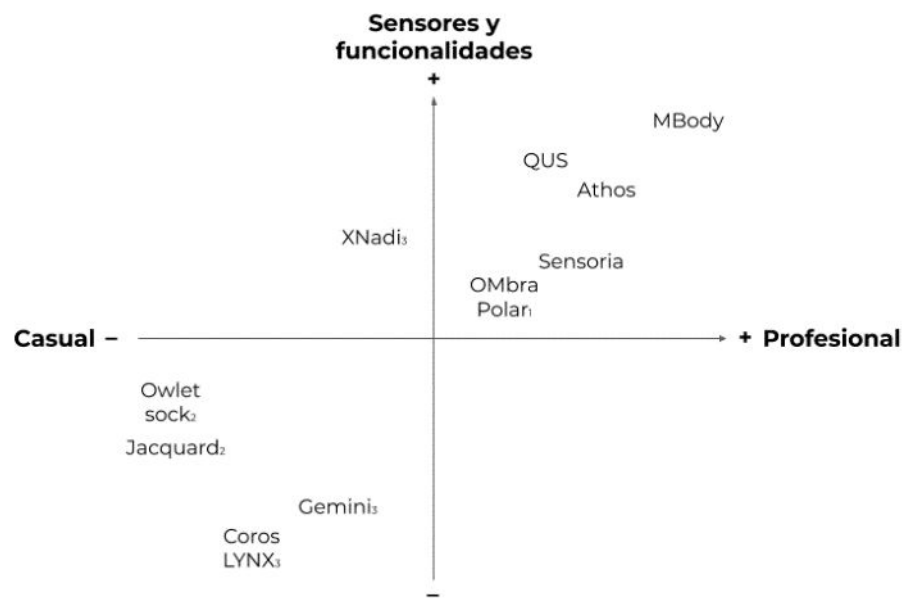 Sensores y
funcionalidades
+
MBody
QUS
Athos
XNadi₃
Sensoria
OMbra
Polar₁
Casual –
+ Profesional
Owlet
sock₂
Jacquard₂
Gemini₃
Coros
LYNX₃
–